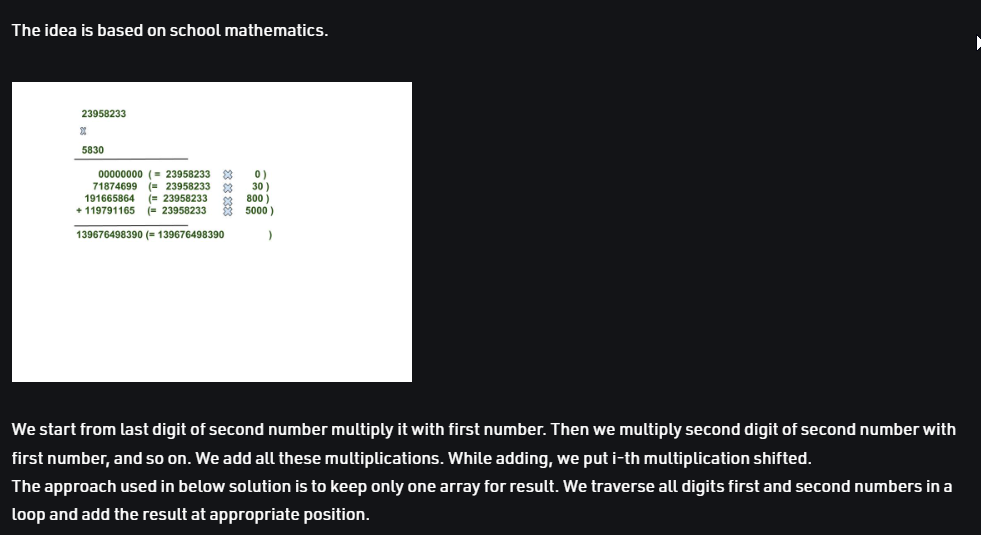 The idea is based on school mathematics.
23958233
×
5830
00000000 ( = 23958233 × 0 )
71874699 (= 23958233 × 30 )
191665864 (= 23958233 × 800 )
+ 119791165 (= 23958233 × 5000 )
139676498390 (= 139676498390 )
We start from last digit of second number multiply it with first number. Then we multiply second digit of second number with
first number, and so on. We add all these multiplications. While adding, we put i-th multiplication shifted.
The approach used in below solution is to keep only one array for result. We traverse all digits first and second numbers in a
loop and add the result at appropriate position.